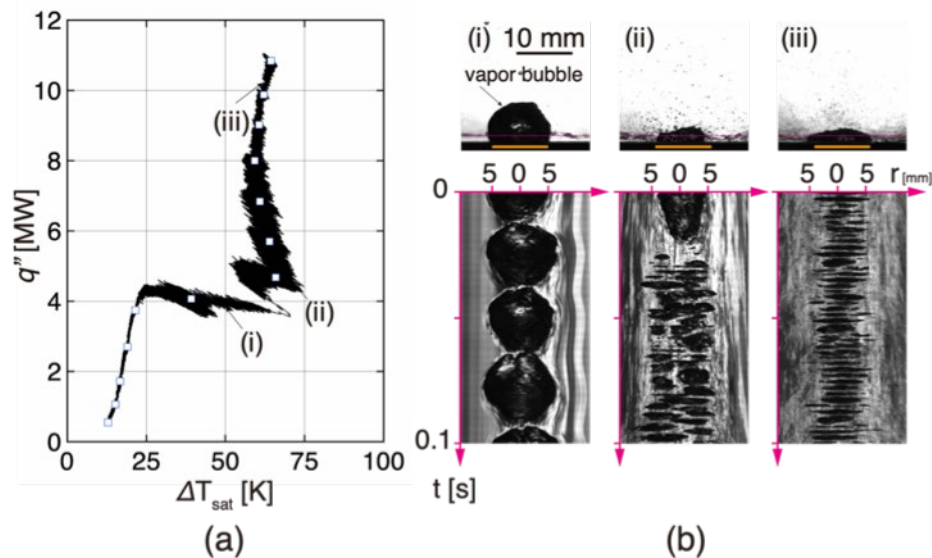 12
10
8
6
4
2
0
q” [MW]
(iii)
(ii)
(i)
0 25 50 75 100
ΔTsat [K]
(a)
(i) 10 mm
vapor bubble
(ii)
(iii)
5 0 5
5 0 5
5 0 5 r [mm]
0
0.1
t [s]
(b)